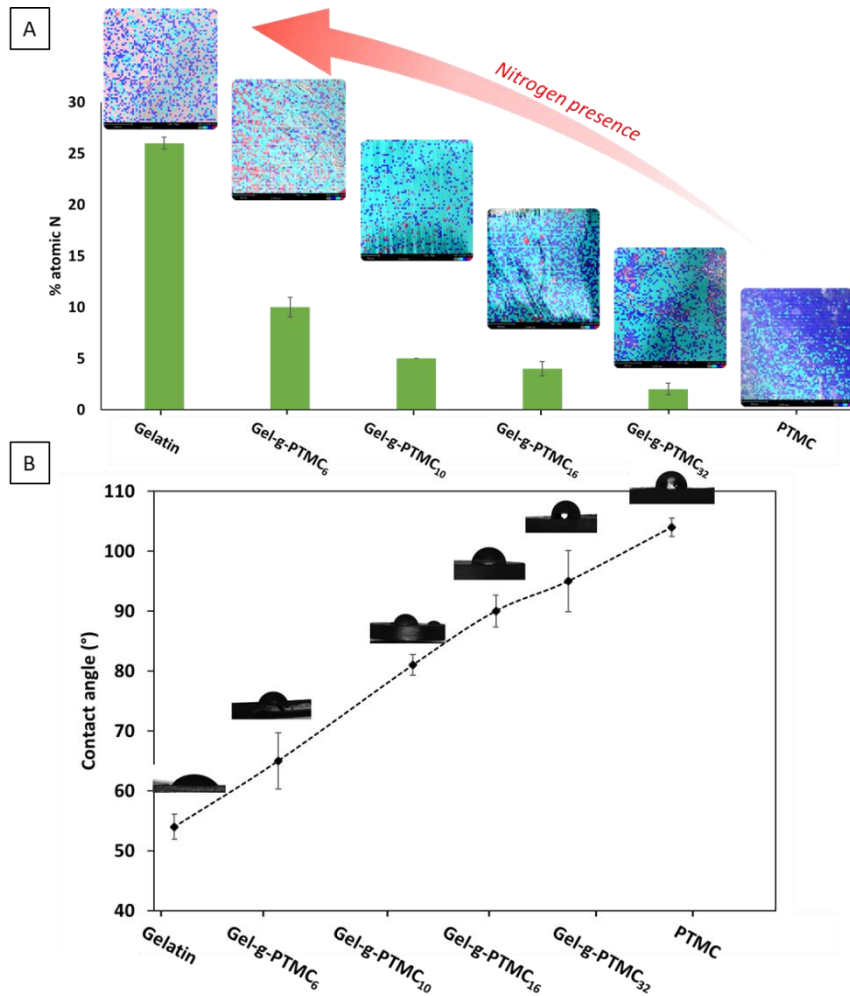 A
Nitrogen presence
30
25
20
15
10
5
0
% atomic N
Gelatin
Gel-g-PTMC₆
Gel-g-PTMC₁₀
Gel-g-PTMC₁₆
Gel-g-PTMC₃₂
PTMC
B
110
100
90
80
70
60
50
40
Contact angle (°)
Gelatin
Gel-g-PTMC₆
Gel-g-PTMC₁₀
Gel-g-PTMC₁₆
Gel-g-PTMC₃₂
PTMC